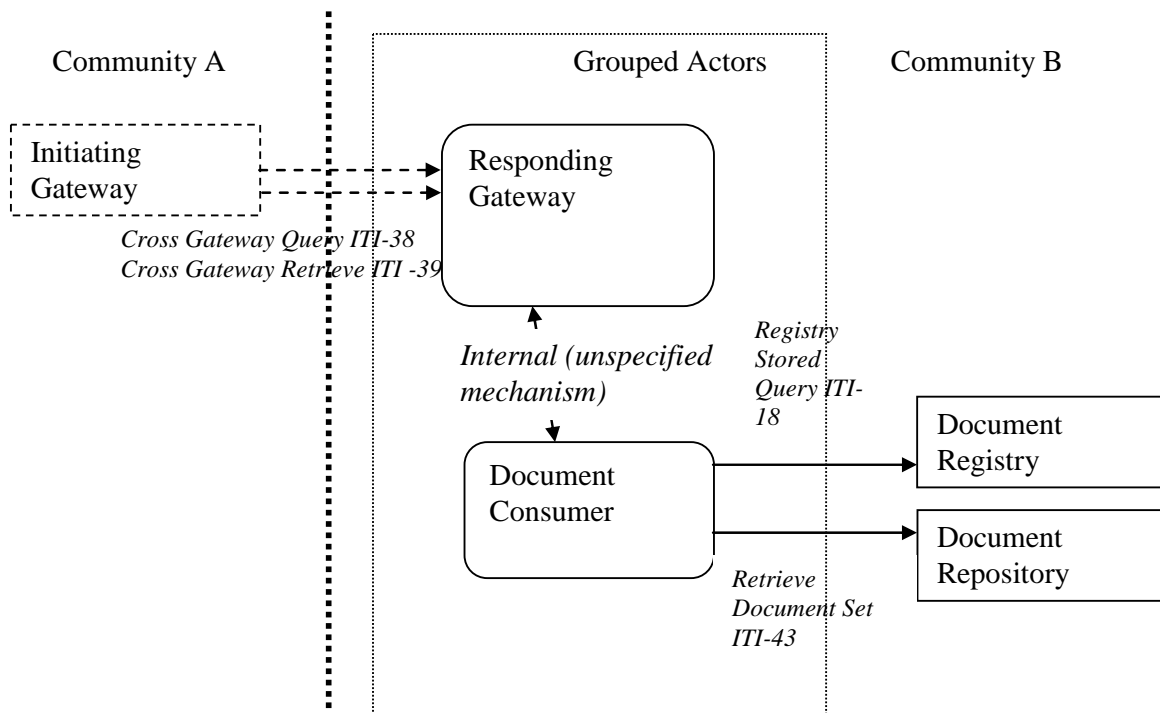 Community A
Grouped Actors
Community B
Initiating
Gateway
Responding
Gateway
Cross Gateway Query ITI-38
Cross Gateway Retrieve ITI -39
Internal (unspecified
mechanism)
Registry
Stored
Query ITI-
18
Document
Registry
Document
Consumer
Document
Repository
Retrieve
Document Set
ITI-43